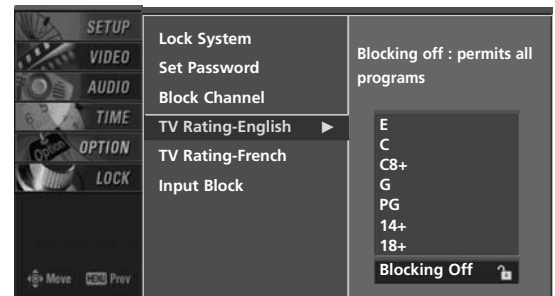 SETUP
VIDEO
AUDIO
TIME
OPTION
LOCK
Move MENU Prev
Lock System
Set Password
Block Channel
TV Rating-English ►
TV Rating-French
Input Block
Blocking off : permits all
programs
E
C
C8+
G
PG
14+
18+
Blocking Off